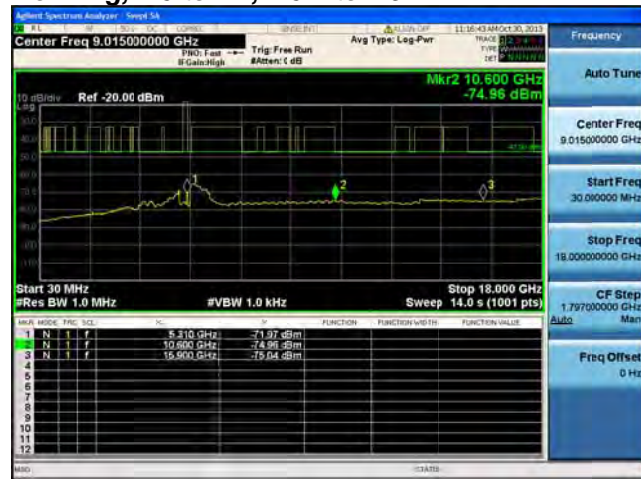 Agilent Spectrum Analyzer - Swept SA
11:16:43 AM Oct 30, 2013
Center Freq 9.015000000 GHz
PNO: Fast
IFGain:High
Trig: Free Run
#Atten: 0 dB
Avg Type: Log-Pwr
TRACE
TYPE
DET
Mkr2 10.600 GHz
-74.96 dBm
10 dB/div
Ref -20.00 dBm
Log
1
2
3
Start 30 MHz
Stop 18.000 GHz
#Res BW 1.0 MHz
#VBW 1.0 kHz
Sweep 14.0 s (1001 pts)
MKR MODE TRC SCL X Y FUNCTION FUNCTION WIDTH FUNCTION VALUE
1 N 1 f 5.310 GHz -71.97 dBm
2 N 1 f 10.600 GHz -74.96 dBm
3 N 1 f 15.900 GHz -75.04 dBm
4
5
6
7
8
9
10
11
12
MSG
STATUS
Frequency
Auto Tune
Center Freq
9.015000000 GHz
Start Freq
30.000000 MHz
Stop Freq
18.000000000 GHz
CF Step
1.797000000 GHz
Auto Man
Freq Offset
0 Hz